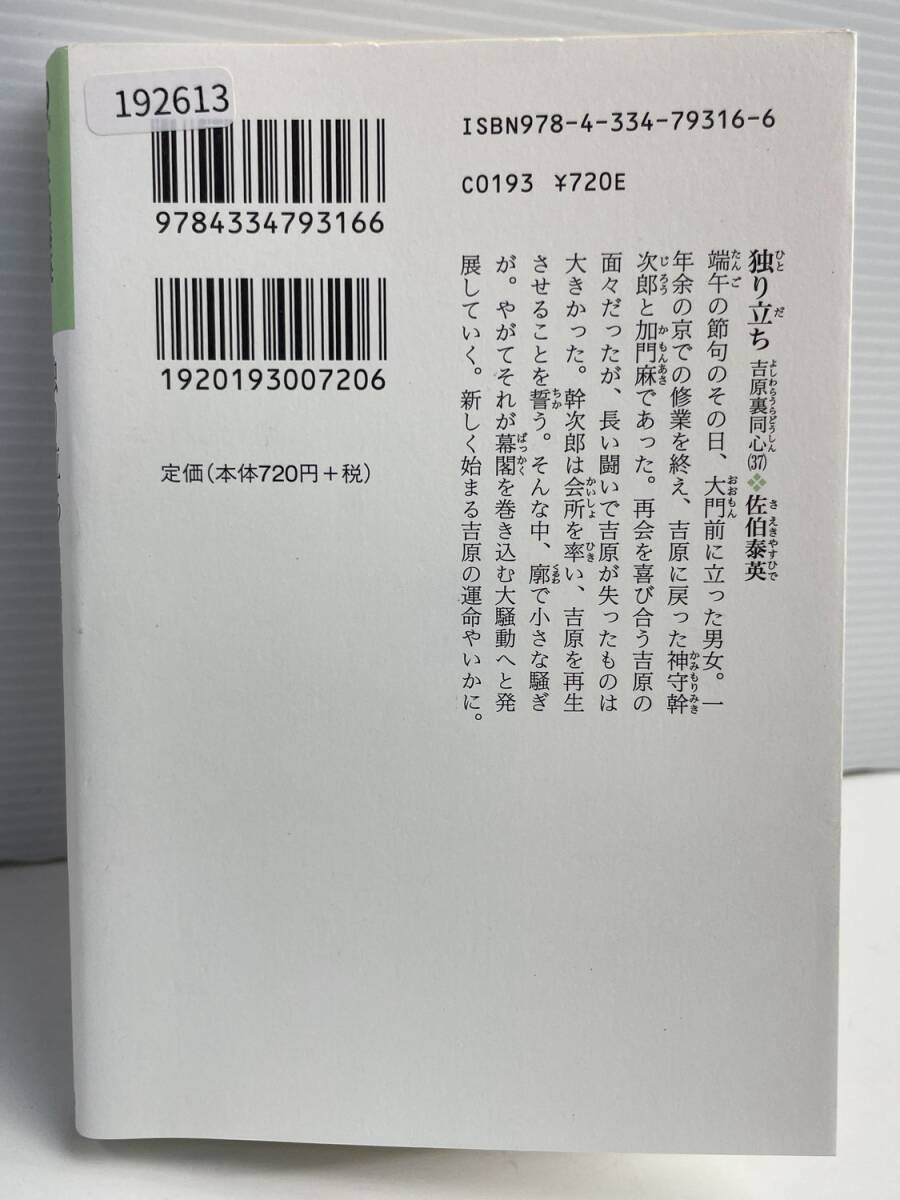 192613
9784334793166
1920193007206
定価(本体720円+税)
ISBN978-4-334-79316-6
C0193 ¥720E
独り立ち 吉原裏同心(37)❖佐伯泰英
端午の節句のその日、大門前に立った男女。一
年余の京での修業を終え、吉原に戻った神守幹
次郎と加門麻であった。再会を喜び合う吉原の
面々だったが、長い闘いで吉原が失ったものは
大きかった。幹次郎は会所を率い、吉原を再生
させることを誓う。そんな中、廓で小さな騒ぎ
が。やがてそれが幕閣を巻き込む大騒動へと発
展していく。新しく始まる吉原の運命やいかに。